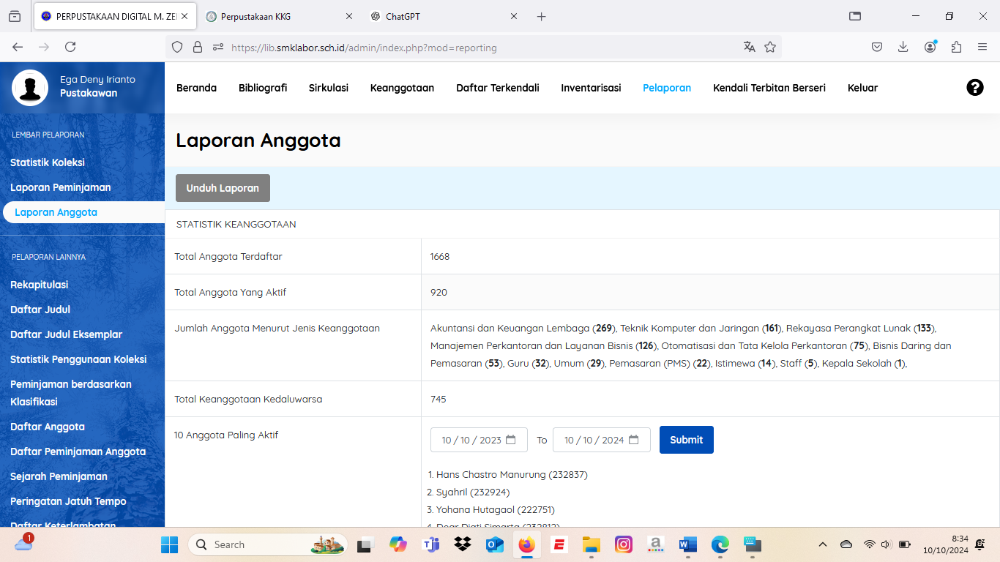 PERPUSTAKAAN DIGITAL M. ZE
Perpustakaan KKG
ChatGPT
https://lib.smklabor.sch.id/admin/index.php?mod=reporting
Ega Deny Irianto
Pustakawan
Beranda
Bibliografi
Sirkulasi
Keanggotaan
Daftar Terkendali
Inventarisasi
Pelaporan
Kendali Terbitan Berseri
Keluar
LEMBAR PELAPORAN
Statistik Koleksi
Laporan Peminjaman
Laporan Anggota
PELAPORAN LAINNYA
Rekapitulasi
Daftar Judul
Daftar Judul Eksemplar
Statistik Penggunaan Koleksi
Peminjaman berdasarkan
Klasifikasi
Daftar Anggota
Daftar Peminjaman Anggota
Sejarah Peminjaman
Peringatan Jatuh Tempo
Daftar Keterlambatan
Laporan Anggota
Unduh Laporan
STATISTIK KEANGGOTAAN
Total Anggota Terdaftar
1668
Total Anggota Yang Aktif
920
Jumlah Anggota Menurut Jenis Keanggotaan
Akuntansi dan Keuangan Lembaga (269), Teknik Komputer dan Jaringan (161), Rekayasa Perangkat Lunak (133),
Manajemen Perkantoran dan Layanan Bisnis (126), Otomatisasi dan Tata Kelola Perkantoran (75), Bisnis Daring dan
Pemasaran (53), Guru (32), Umum (29), Pemasaran (PMS) (22), Istimewa (14), Staff (5), Kepala Sekolah (1),
Total Keanggotaan Kedaluwarsa
745
10 Anggota Paling Aktif
10 / 10 / 2023
To
10 / 10 / 2024
Submit
1. Hans Chastro Manurung (232837)
2. Syahril (232924)
3. Yohana Hutagaol (222751)
4. (232812)
1
Search
8:34
10/10/2024